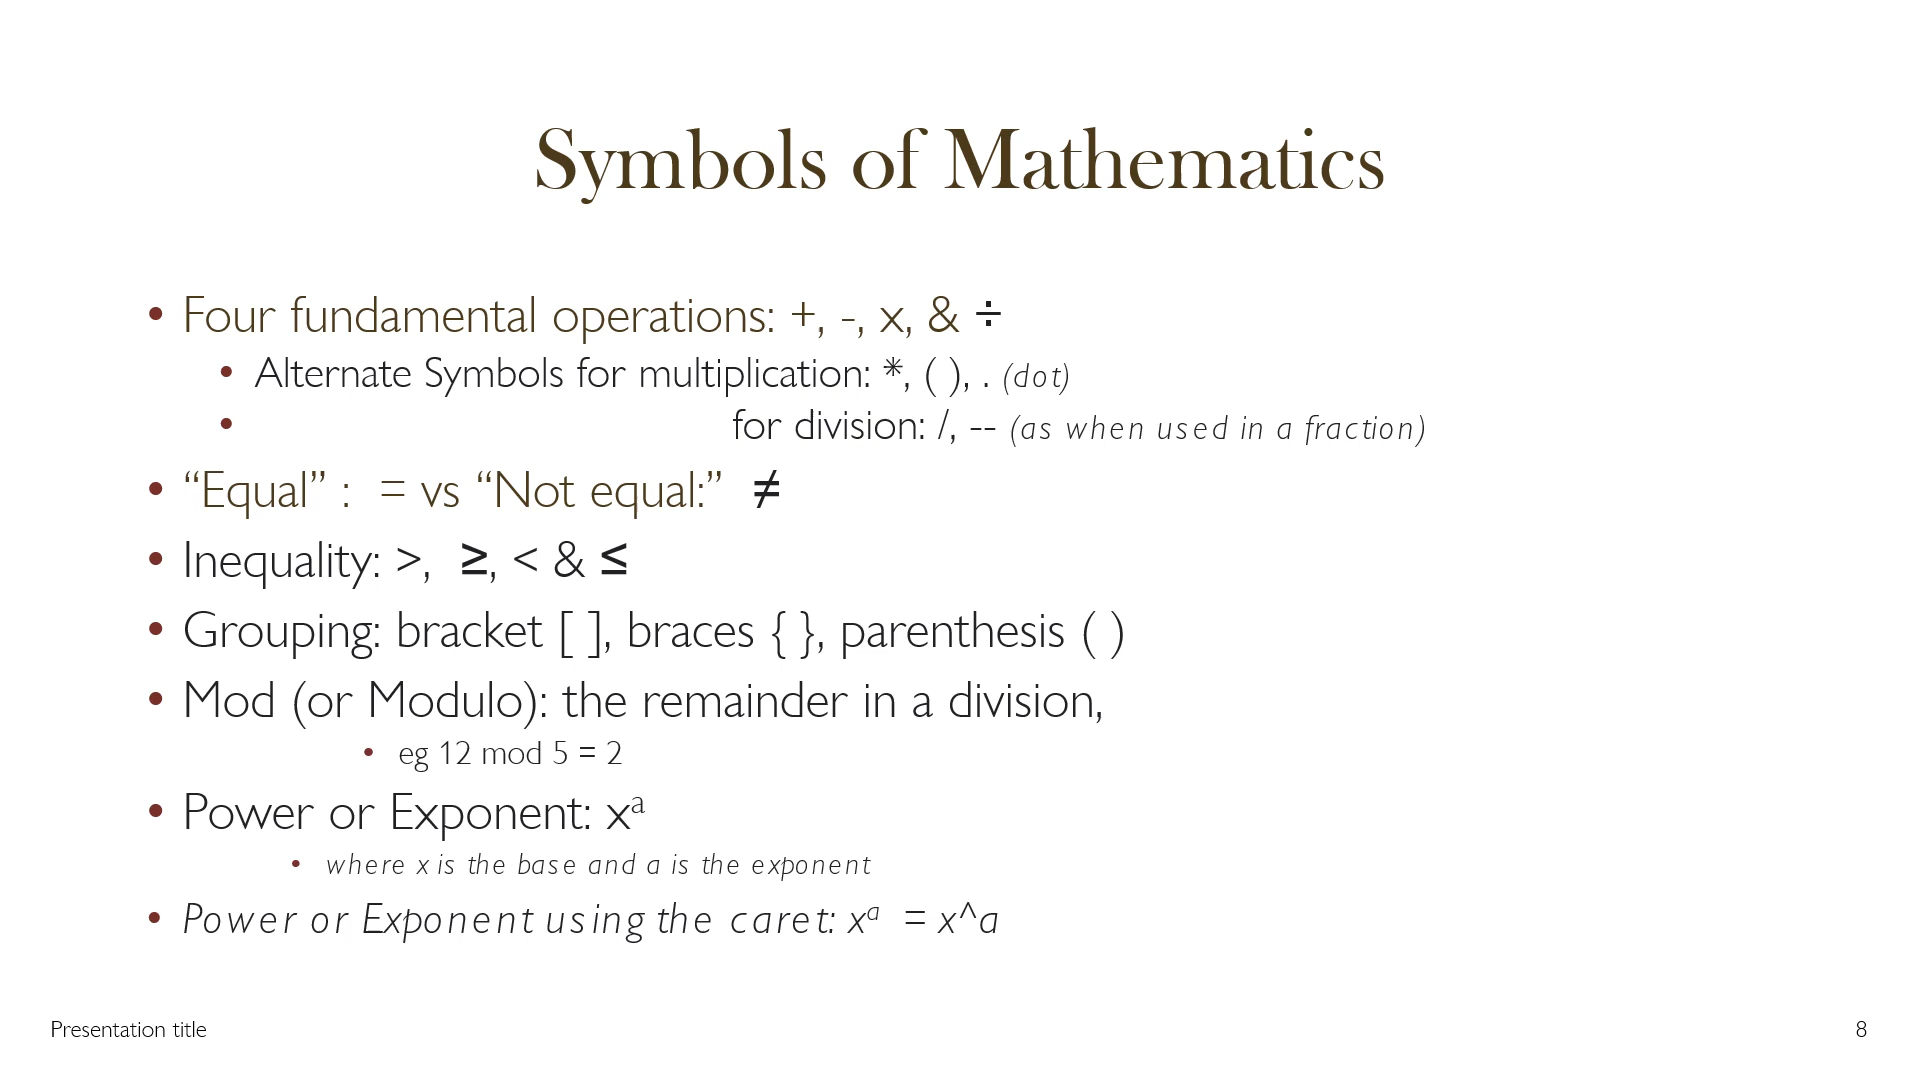 Symbols of Mathematics
• Four fundamental operations: +, -, x, & ÷
• Alternate Symbols for multiplication: *, ( ), . (dot)
• for division: /, -- (as when used in a fraction)
• “Equal” : = vs “Not equal:” ≠
• Inequality: >, ≥, < & ≤
• Grouping: bracket [ ], braces { }, parenthesis ( )
• Mod (or Modulo): the remainder in a division,
• eg 12 mod 5 = 2
• Power or Exponent: xᵃ
• where x is the base and a is the exponent
• Power or Exponent using the caret: xᵃ = x^a
Presentation title
8